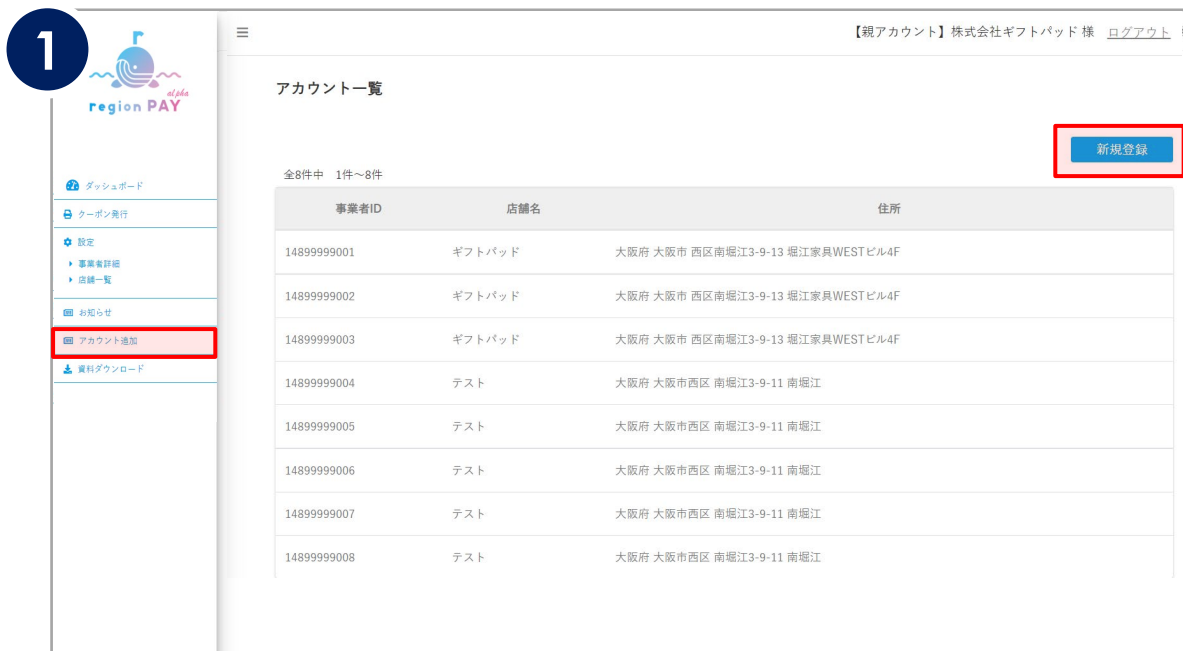 1
【親アカウント】株式会社ギフトパッド 様 ログアウト
alpha
region PAY
アカウント一覧
新規登録
全8件中 1件～8件
ダッシュボード
クーポン発行
設定
事業者詳細
店舗一覧
お知らせ
アカウント追加
資料ダウンロード
事業者ID 店舗名 住所
14899999001 ギフトパッド 大阪府 大阪市 西区南堀江3-9-13 堀江家具WESTビル4F
14899999002 ギフトパッド 大阪府 大阪市 西区南堀江3-9-13 堀江家具WESTビル4F
14899999003 ギフトパッド 大阪府 大阪市 西区南堀江3-9-13 堀江家具WESTビル4F
14899999004 テスト 大阪府 大阪市西区 南堀江3-9-11 南堀江
14899999005 テスト 大阪府 大阪市西区 南堀江3-9-11 南堀江
14899999006 テスト 大阪府 大阪市西区 南堀江3-9-11 南堀江
14899999007 テスト 大阪府 大阪市西区 南堀江3-9-11 南堀江
14899999008 テスト 大阪府 大阪市西区 南堀江3-9-11 南堀江